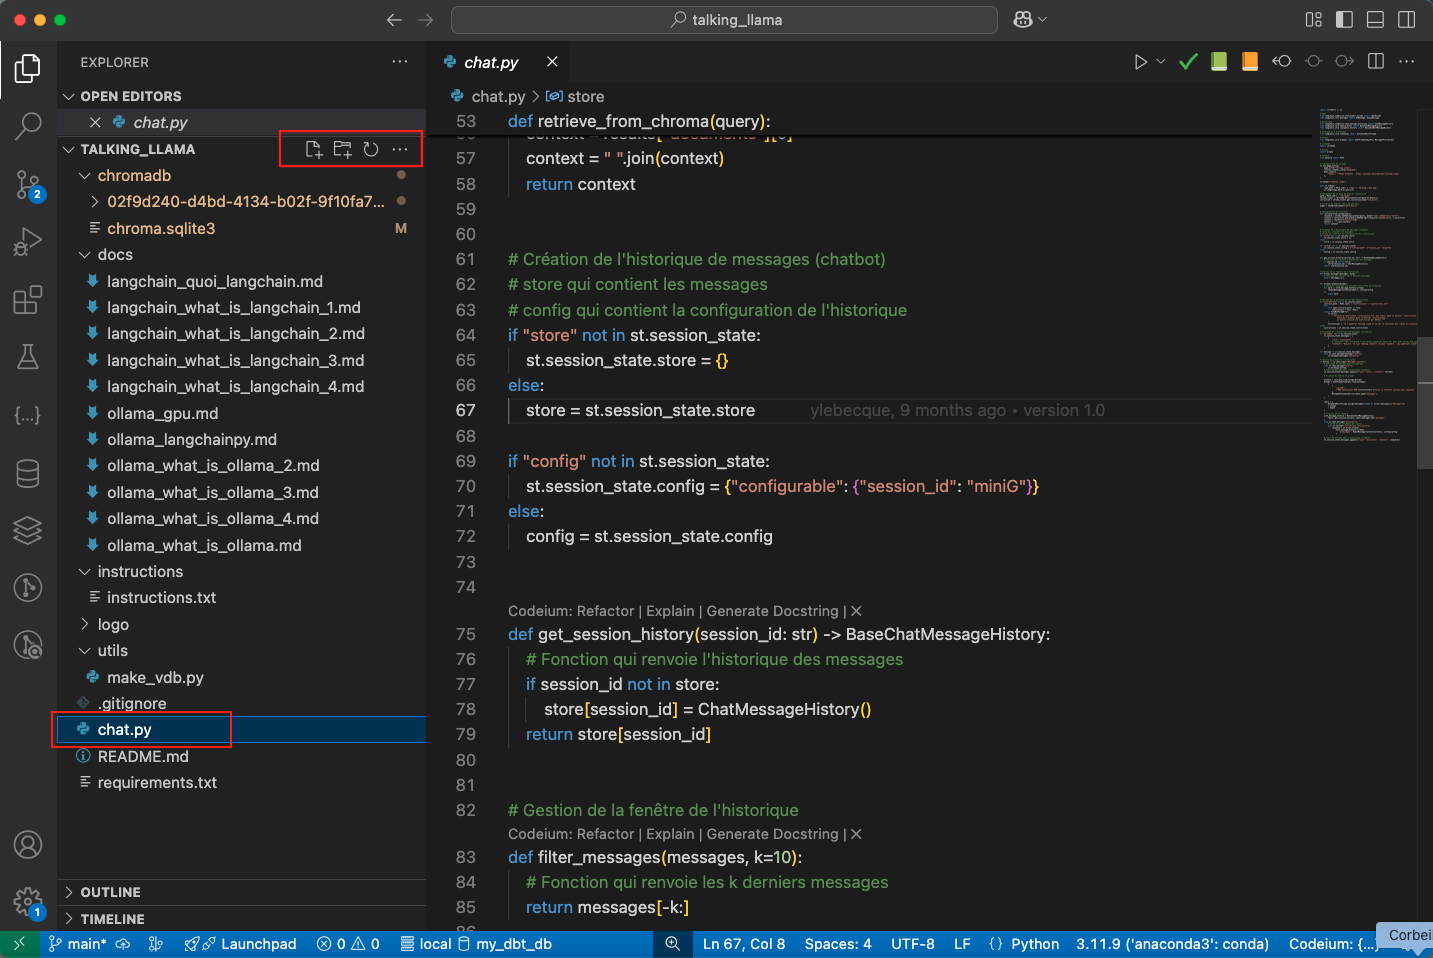 talking_llama
EXPLORER
OPEN EDITORS
chat.py
TALKING_LLAMA
chromadb
02f9d240-d4bd-4134-b02f-9f10fa7...
chroma.sqlite3 M
docs
langchain_quoi_langchain.md
langchain_what_is_langchain_1.md
langchain_what_is_langchain_2.md
langchain_what_is_langchain_3.md
langchain_what_is_langchain_4.md
ollama_gpu.md
ollama_langchainpy.md
ollama_what_is_ollama_2.md
ollama_what_is_ollama_3.md
ollama_what_is_ollama_4.md
ollama_what_is_ollama.md
instructions
instructions.txt
logo
utils
make_vdb.py
.gitignore
chat.py
README.md
requirements.txt
OUTLINE
TIMELINE
2
1
chat.py
chat.py > store
53 def retrieve_from_chroma(query):
57 context = " ".join(context)
58 return context
59
60
61 # Création de l'historique de messages (chatbot)
62 # store qui contient les messages
63 # config qui contient la configuration de l'historique
64 if "store" not in st.session_state:
65 st.session_state.store = {}
66 else:
67 store = st.session_state.store ylebecque, 9 months ago • version 1.0
68
69 if "config" not in st.session_state:
70 st.session_state.config = {"configurable": {"session_id": "miniG"}}
71 else:
72 config = st.session_state.config
73
74
Codeium: Refactor | Explain | Generate Docstring | ×
75 def get_session_history(session_id: str) -> BaseChatMessageHistory:
76 # Fonction qui renvoie l'historique des messages
77 if session_id not in store:
78 store[session_id] = ChatMessageHistory()
79 return store[session_id]
80
81
82 # Gestion de la fenêtre de l'historique
Codeium: Refactor | Explain | Generate Docstring | ×
83 def filter_messages(messages, k=10):
84 # Fonction qui renvoie les k derniers messages
85 return messages[-k:]
86
main* Launchpad 0 0 local my_dbt_db Ln 67, Col 8 Spaces: 4 UTF-8 LF {} Python 3.11.9 ('anaconda3': conda) Codeium: {...}
Corbei